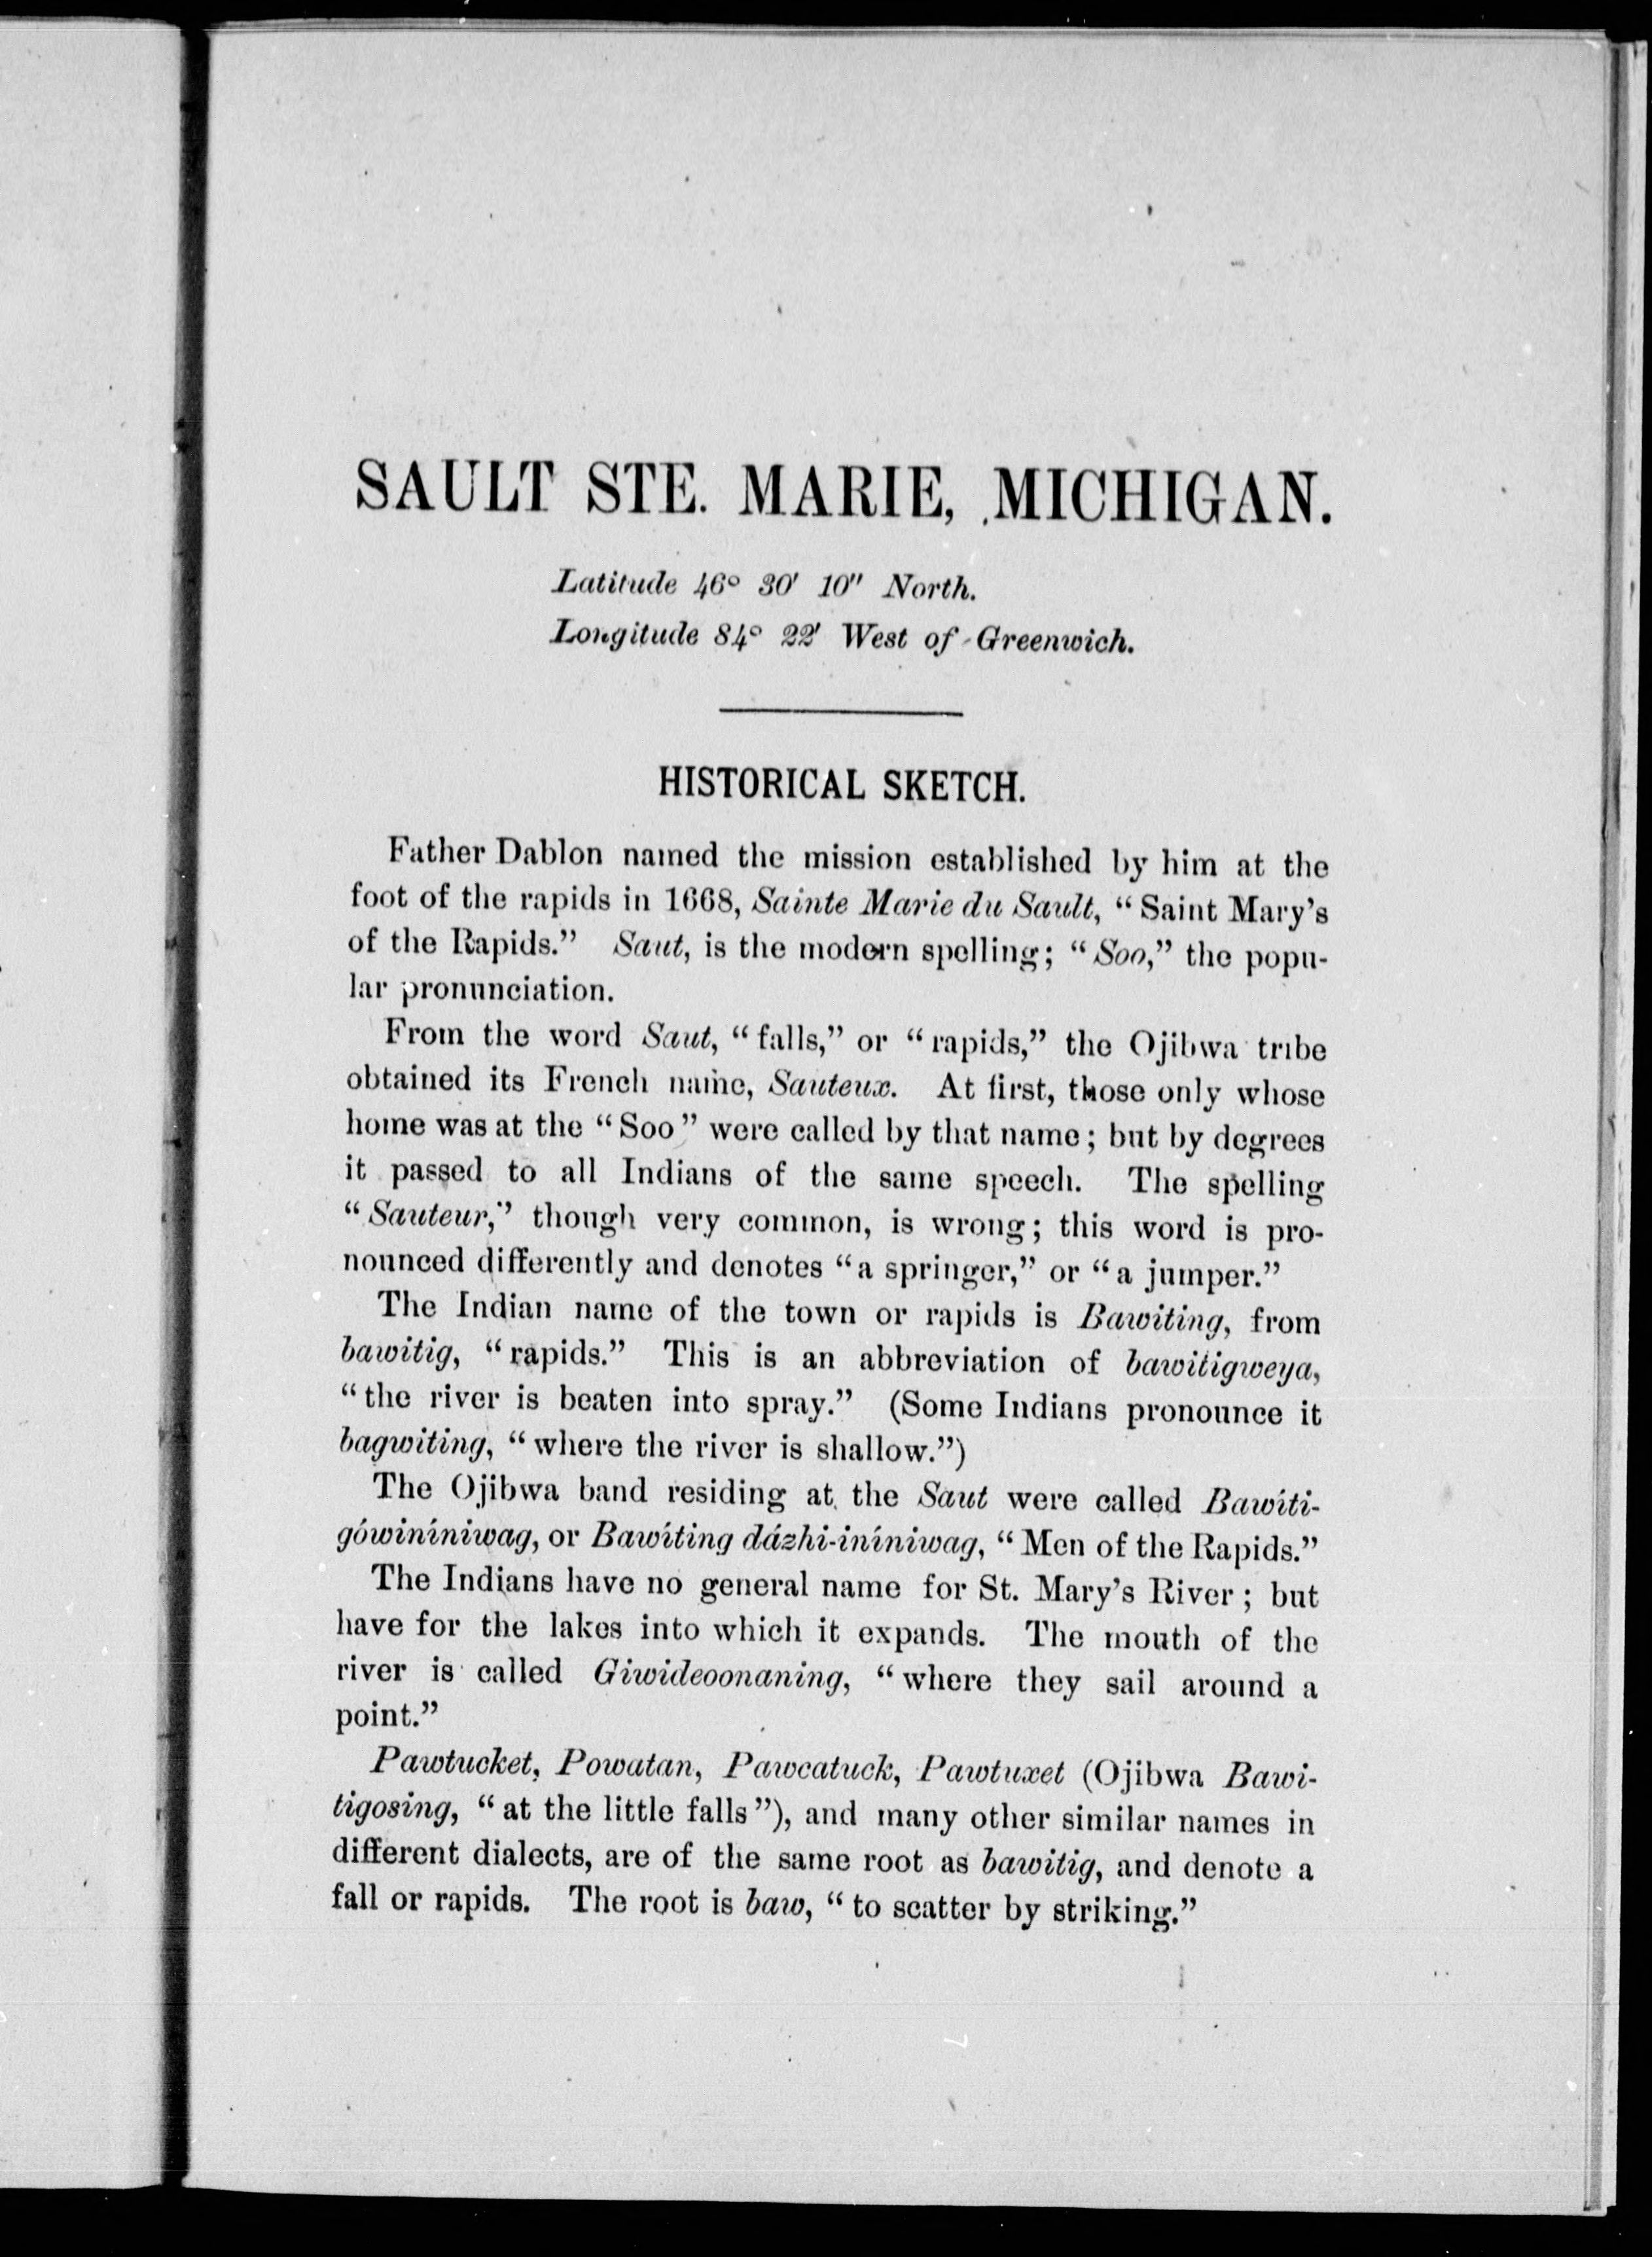 SAULT STE. MARIE, MICHIGAN.
Latitude 46° 30′ 10″ North.
Longitude 84° 22′ West of Greenwich.
HISTORICAL SKETCH.
Father Dablon named the mission established by him at the
foot of the rapids in 1668, Sainte Marie du Sault, “Saint Mary’s
of the Rapids.” Saut, is the modern spelling; “Soo,” the popu-
lar pronunciation.
From the word Saut, “falls,” or “rapids,” the Ojibwa tribe
obtained its French name, Sauteux. At first, those only whose
home was at the “Soo” were called by that name; but by degrees
it passed to all Indians of the same speech. The spelling
“Sauteur,” though very common, is wrong; this word is pro-
nounced differently and denotes “a springer,” or “a jumper.”
The Indian name of the town or rapids is Bawiting, from
bawitig, “rapids.” This is an abbreviation of bawitigweya,
“the river is beaten into spray.” (Some Indians pronounce it
bagwiting, “where the river is shallow.”)
The Ojibwa band residing at the Saut were called Bawíti-
gówiníniwag, or Bawíting dázhi-iníniwag, “Men of the Rapids.”
The Indians have no general name for St. Mary’s River; but
have for the lakes into which it expands. The mouth of the
river is called Giwideoonaning, “where they sail around a
point.”
Pawtucket, Powatan, Pawcatuck, Pawtuxet (Ojibwa Bawi-
tigosing, “at the little falls”), and many other similar names in
different dialects, are of the same root as bawitig, and denote a
fall or rapids. The root is baw, “to scatter by striking.”